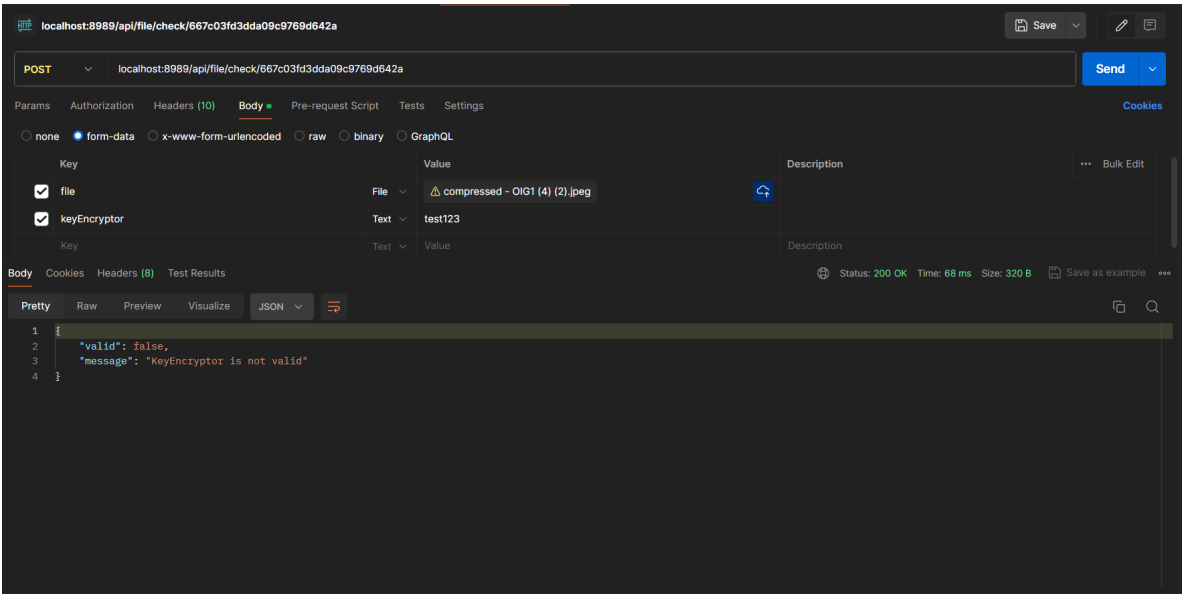 HTTP localhost:8989/api/file/check/667c03fd3dda09c9769d642a Save
POST localhost:8989/api/file/check/667c03fd3dda09c9769d642a Send
Params Authorization Headers (10) Body Pre-request Script Tests Settings Cookies
none form-data x-www-form-urlencoded raw binary GraphQL
Key Value Description ••• Bulk Edit
file File compressed - OIG1 (4) (2).jpeg
keyEncryptor Text test123
Key Text Value Description
Body Cookies Headers (8) Test Results Status: 200 OK Time: 68 ms Size: 320 B Save as example
Pretty Raw Preview Visualize JSON
1 {
2 "valid": false,
3 "message": "KeyEncryptor is not valid"
4 }